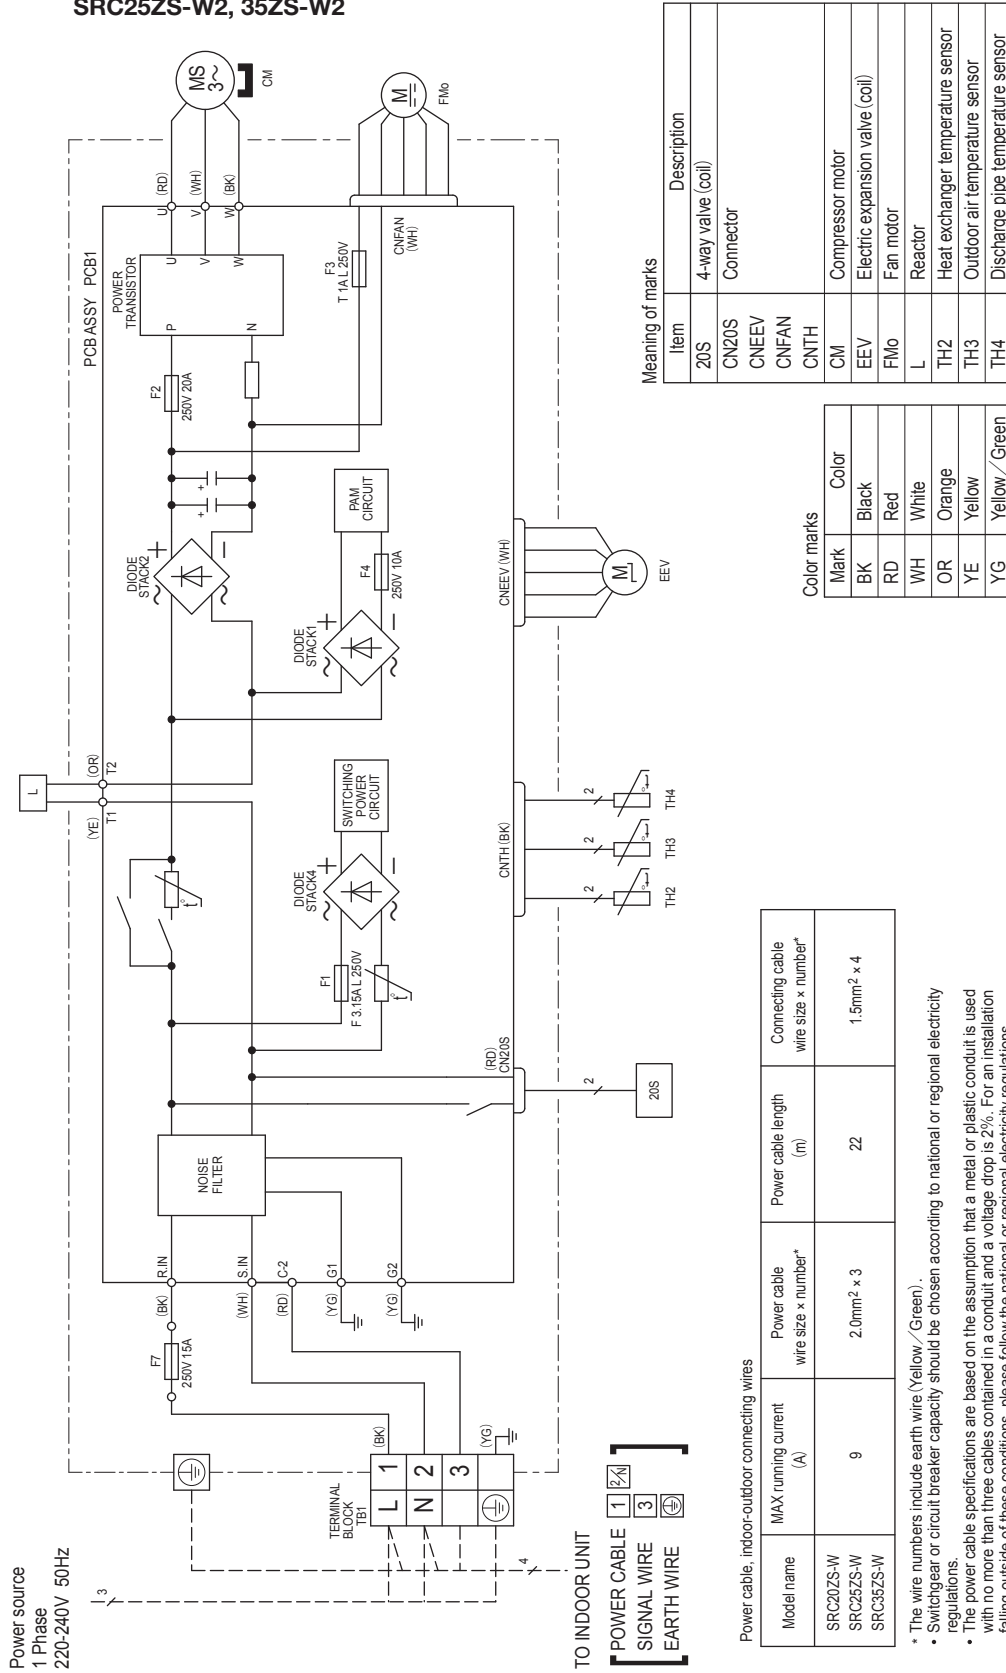 SRC25ZS-W2, 35ZS-W2
Power source
1 Phase
220-240V 50Hz
3
TERMINAL
BLOCK
TB1
L 1
N 2
3
(BK)
(YG)
4
TO INDOOR UNIT
POWER CABLE 1 2/N
SIGNAL WIRE 3
EARTH WIRE
F7
250V 15A
(BK)
R.IN
(WH)
S.IN
(RD)
C-2
(YG)
G1
(YG)
G2
NOISE
FILTER
(RD)
CN20S
2
20S
F1
F 3.15A L 250V
t°
DIODE
STACK4
+
−
SWITCHING
POWER
CIRCUIT
t°
(YE)
T1
(OR)
T2
L
CNTH(BK)
2
2
2
t°
t°
t°
TH2
TH3
TH4
DIODE
STACK1
+
−
F4
250V 10A
PAM
CIRCUIT
DIODE
STACK2
+
−
+
+
CNEEV (WH)
M
EEV
F2
250V 20A
PCB ASSY PCB1
POWER
TRANSISTOR
P
N
U
V
W
U
V
W
(RD)
(WH)
(BK)
MS
3~
CM
F3
T 1A L 250V
CNFAN
(WH)
M
FMo
Meaning of marks
Item Description
20S 4-way valve (coil)
CN20S Connector
CNEEV
CNFAN
CNTH
CM Compressor motor
EEV Electric expansion valve (coil)
FMo Fan motor
L Reactor
TH2 Heat exchanger temperature sensor
TH3 Outdoor air temperature sensor
TH4 Discharge pipe temperature sensor
Color marks
Mark Color
BK Black
RD Red
WH White
OR Orange
YE Yellow
YG Yellow/Green
Power cable, indoor-outdoor connecting wires
Model name MAX running current (A) Power cable wire size × number* Power cable length (m) Connecting cable wire size × number*
SRC20ZS-W
SRC25ZS-W 9 2.0mm² × 3 22 1.5mm² × 4
SRC35ZS-W
* The wire numbers include earth wire (Yellow/Green).
• Switchgear or circuit breaker capacity should be chosen according to national or regional electricity
regulations.
• The power cable specifications are based on the assumption that a metal or plastic conduit is used
with no more than three cables contained in a conduit and a voltage drop is 2%. For an installation
falling outside of these conditions, please follow the national or regional electricity regulations.